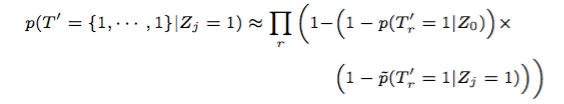 p(T′ = {1, ⋯ , 1}|Z_j = 1) ≈ ∏_r (1−(1 − p(T′_r = 1|Z_0))×
(1 − p̃(T′_r = 1|Z_j = 1)))